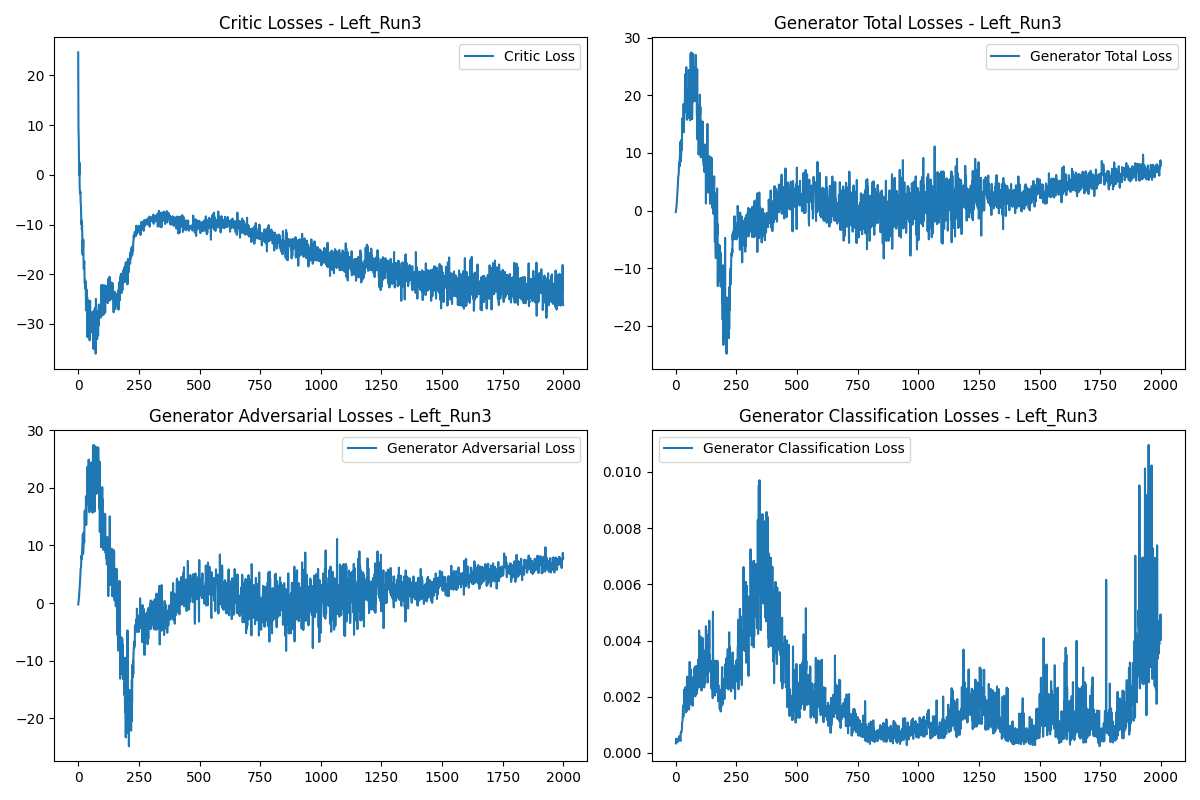 Critic Losses - Left_Run3
Critic Loss
20
10
0
−10
−20
−30
0 250 500 750 1000 1250 1500 1750 2000
Generator Total Losses - Left_Run3
Generator Total Loss
30
20
10
0
−10
−20
0 250 500 750 1000 1250 1500 1750 2000
Generator Adversarial Losses - Left_Run3
Generator Adversarial Loss
30
20
10
0
−10
−20
0 250 500 750 1000 1250 1500 1750 2000
Generator Classification Losses - Left_Run3
Generator Classification Loss
0.010
0.008
0.006
0.004
0.002
0.000
0 250 500 750 1000 1250 1500 1750 2000